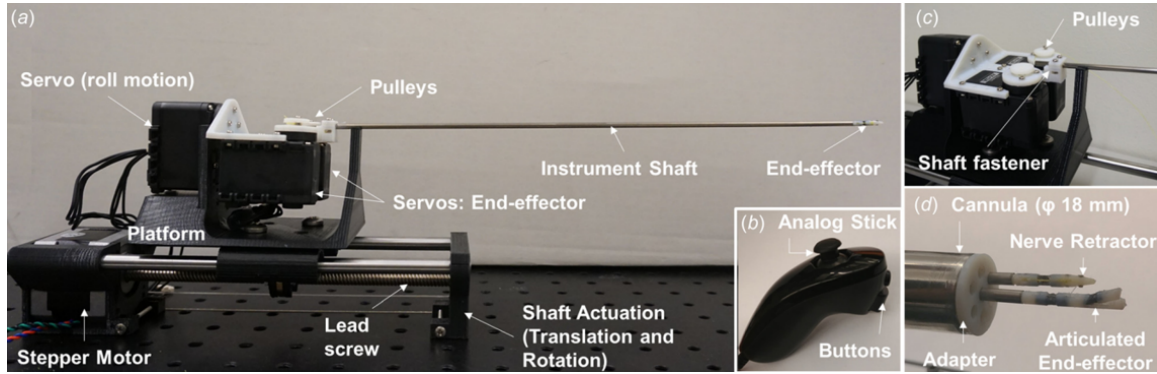 (a)
Servo (roll motion)
Pulleys
Instrument Shaft
End-effector
Servos: End-effector
Platform
Stepper Motor
Lead
screw
Shaft Actuation
(Translation and
Rotation)
(b)
Analog Stick
Buttons
(c)
Pulleys
Shaft fastener
(d)
Cannula (φ 18 mm)
Nerve Retractor
Adapter
Articulated
End-effector